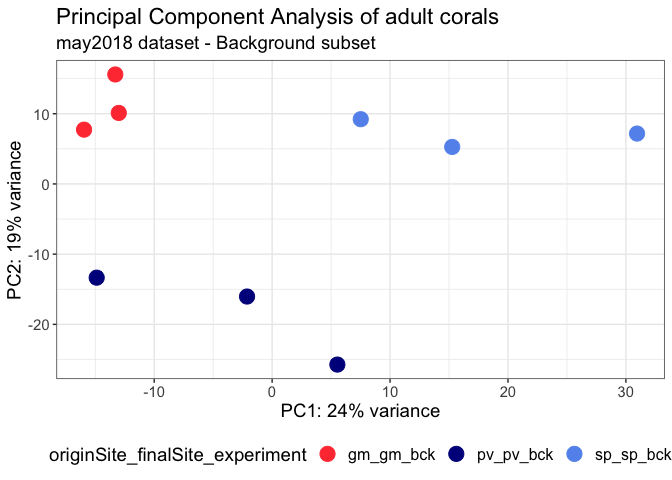 Principal Component Analysis of adult corals
may2018 dataset - Background subset
PC2: 19% variance
10
0
-10
-20
-10
0
10
20
30
PC1: 24% variance
originSite_finalSite_experiment
gm_gm_bck
pv_pv_bck
sp_sp_bck